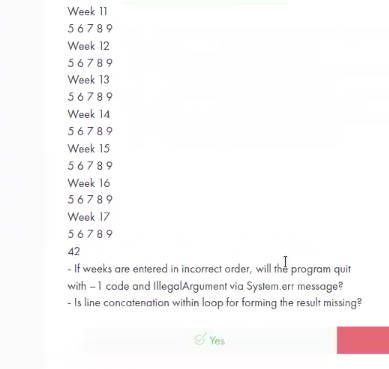 Week 11
5 6 7 8 9
Week 12
5 6 7 8 9
Week 13
5 6 7 8 9
Week 14
5 6 7 8 9
Week 15
5 6 7 8 9
Week 16
5 6 7 8 9
Week 17
5 6 7 8 9
42
- If weeks are entered in incorrect order, will the program quit
with –1 code and IllegalArgument via System.err message?
- Is line concatenation within loop for forming the result missing?
Yes